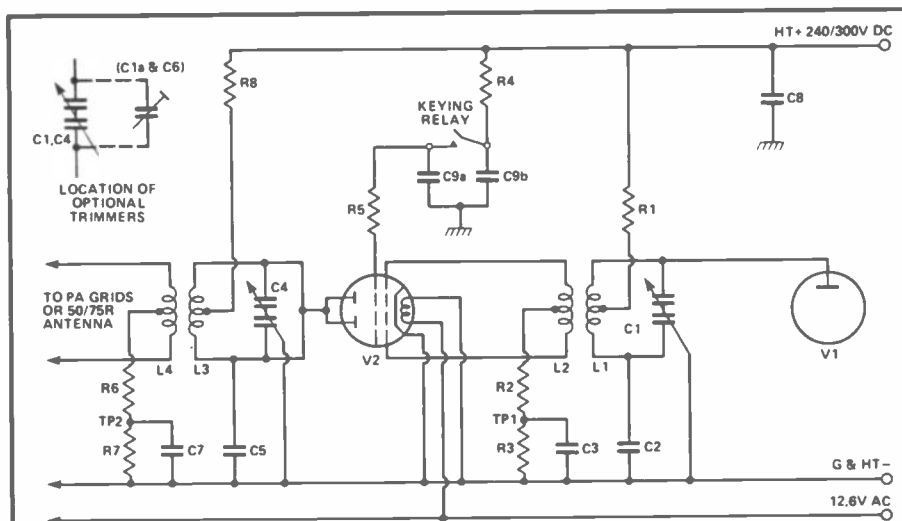 HT+ 240/300V DC
(C1a & C6)
R8
R4
C8
KEYING
RELAY
C1,C4
C9a
C9b
LOCATION OF
OPTIONAL
TRIMMERS
R5
R1
TO PA GRIDS
OR 50/75R
ANTENNA
C4
C1
V1
V2
L4
L3
L2
L1
R6
R2
TP2
TP1
R7
C7
C5
R3
C3
C2
G & HT–
12,6V AC